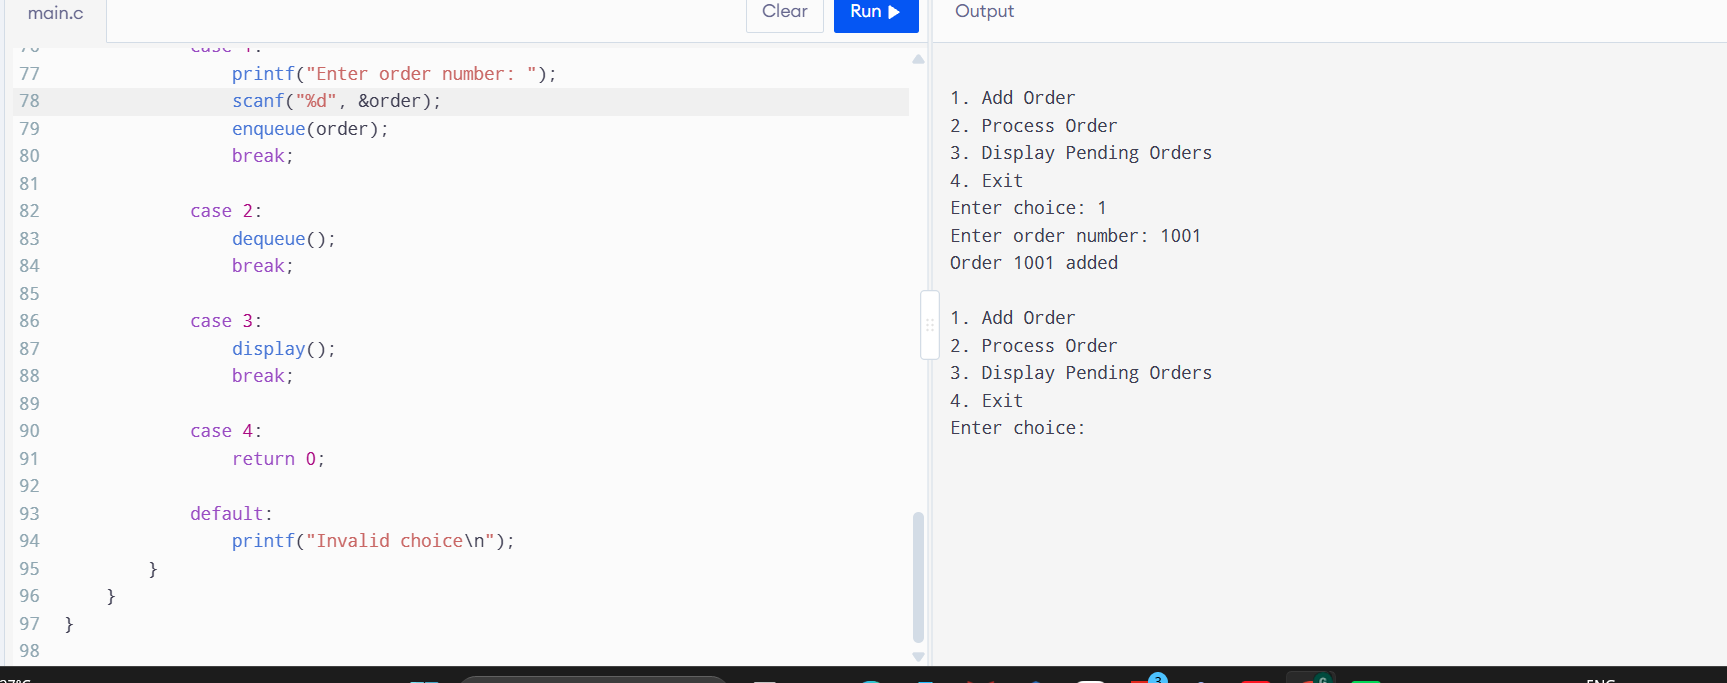 main.c
Clear
Run
Output
77 printf("Enter order number: ");
78 scanf("%d", &order);
79 enqueue(order);
80 break;
81
82 case 2:
83 dequeue();
84 break;
85
86 case 3:
87 display();
88 break;
89
90 case 4:
91 return 0;
92
93 default:
94 printf("Invalid choice\n");
95 }
96 }
97 }
98
1. Add Order
2. Process Order
3. Display Pending Orders
4. Exit
Enter choice: 1
Enter order number: 1001
Order 1001 added
1. Add Order
2. Process Order
3. Display Pending Orders
4. Exit
Enter choice:
3